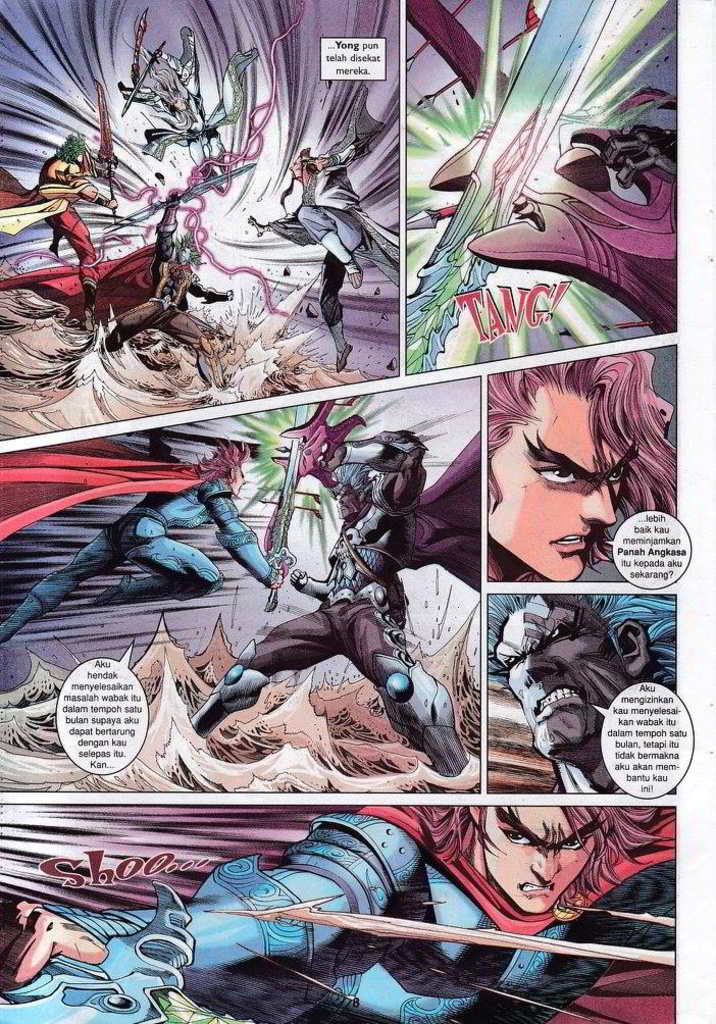 ...Yong pun
telah disekat
mereka.
TANG!
...lebih
baik kau
meminjamkan
Panah Angkasa
itu kepada aku
sekarang?
Aku
hendak
menyelesaikan
masalah wabak itu
dalam tempoh satu
bulan supaya aku
dapat bertarung
dengan kau
selepas itu.
Kan...
Aku
mengizinkan
kau menyelesai-
kan wabak itu
dalam tempoh satu
bulan, tetapi itu
tidak bermakna
aku akan mem-
bantu kau
ini!
Shoo...
8